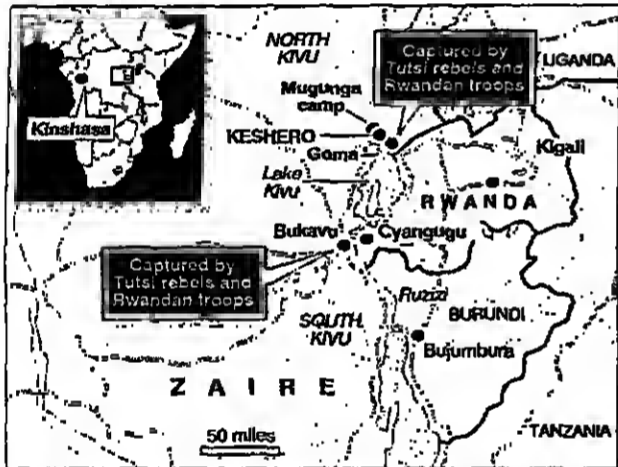 NORTH
KIVU
Captured by
Tutsi rebels and
Rwandan troops
UGANDA
Mugunga
camp
Kinshasa
KESHERO
Goma
Kigali
Lake
Kivu
RWANDA
Bukavu
Cyangugu
Captured by
Tutsi rebels and
Rwandan troops
Ruzizi
SOUTH
KIVU
BURUNDI
Bujumbura
ZAIRE
50 miles
TANZANIA